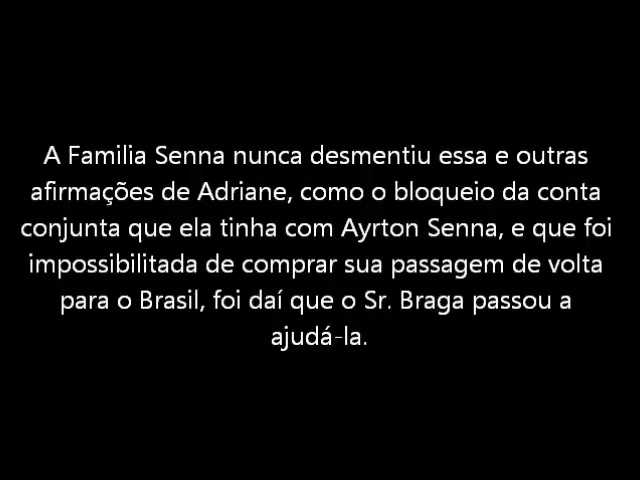 A Familia Senna nunca desmentiu essa e outras
afirmações de Adriane, como o bloqueio da conta
conjunta que ela tinha com Ayrton Senna, e que foi
impossibilitada de comprar sua passagem de volta
para o Brasil, foi daí que o Sr. Braga passou a
ajudá-la.